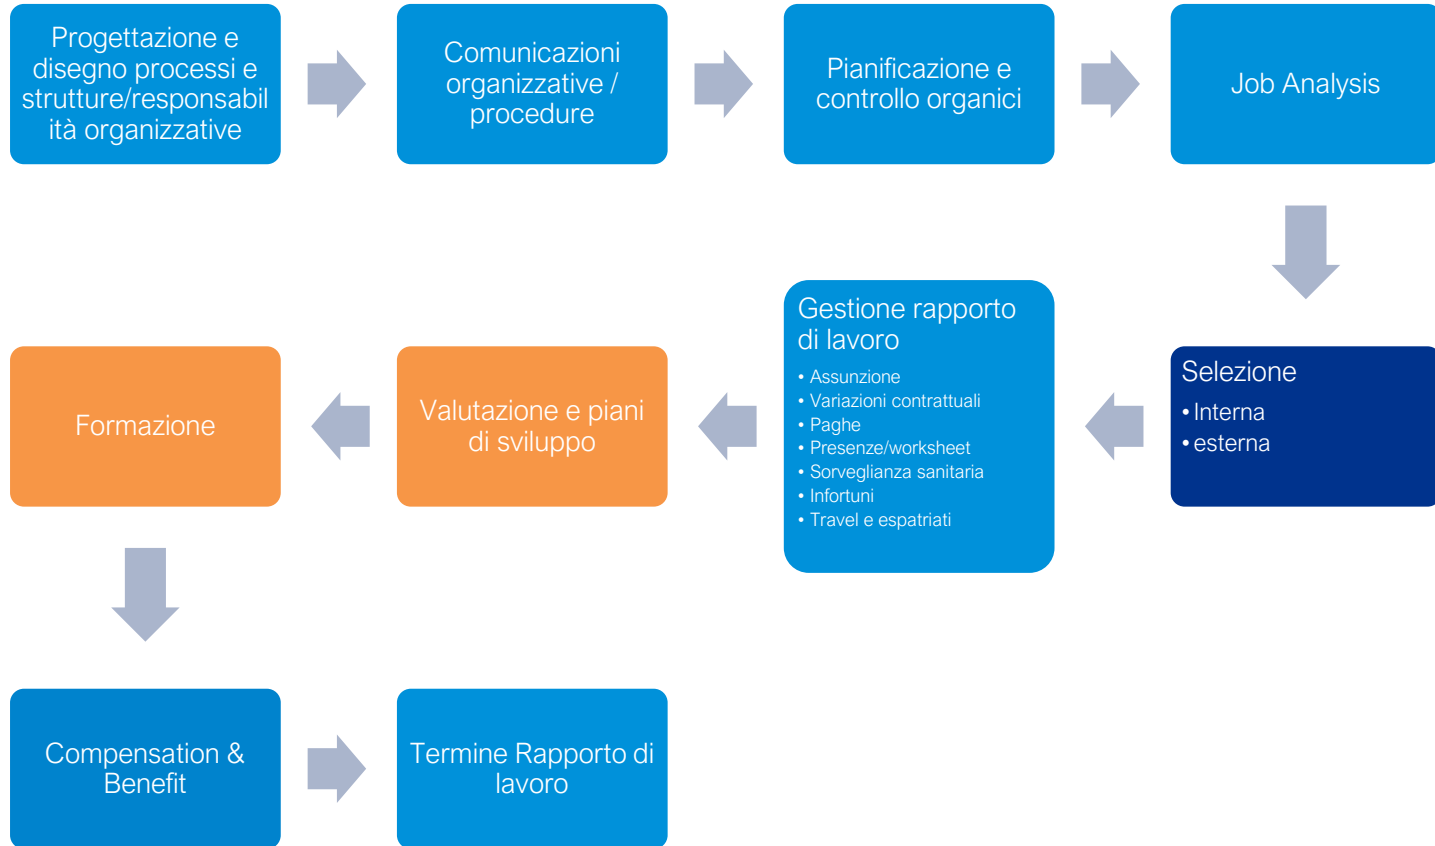 Progettazione e
disegno processi e
strutture/responsabil
ità organizzative
Comunicazioni
organizzative /
procedure
Pianificazione e
controllo organici
Job Analysis
Selezione
• Interna
• esterna
Gestione rapporto
di lavoro
• Assunzione
• Variazioni contrattuali
• Paghe
• Presenze/worksheet
• Sorveglianza sanitaria
• Infortuni
• Travel e espatriati
Valutazione e piani
di sviluppo
Formazione
Compensation &
Benefit
Termine Rapporto di
lavoro